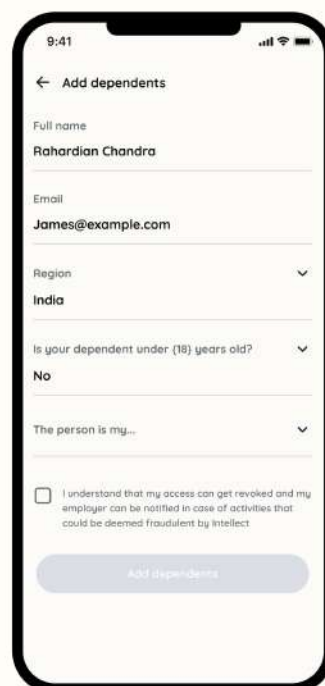 9:41
Add dependents
Full name
Rahardian Chandra
Email
James@example.com
Region
India
Is your dependent under (18) years old?
No
The person is my...
I understand that my access can get revoked and my
employer can be notified in case of activities that
could be deemed fraudulent by Intellect
Add dependents